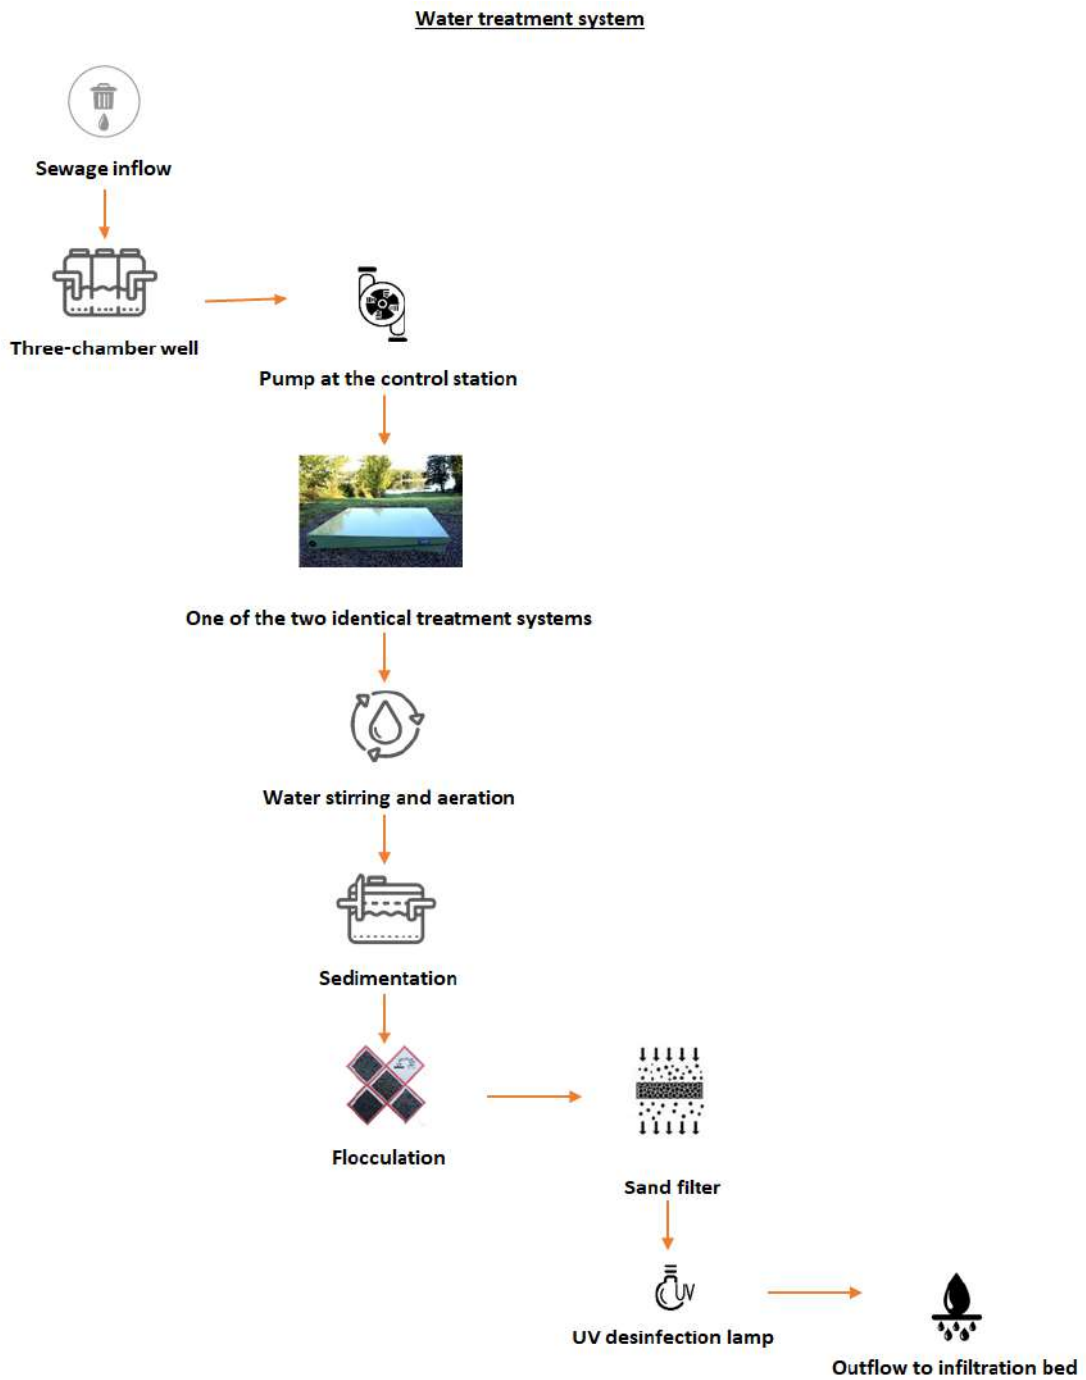 Water treatment system
Sewage inflow
Three-chamber well
Pump at the control station
One of the two identical treatment systems
Water stirring and aeration
Sedimentation
Flocculation
Sand filter
UV
UV desinfection lamp
Outflow to infiltration bed